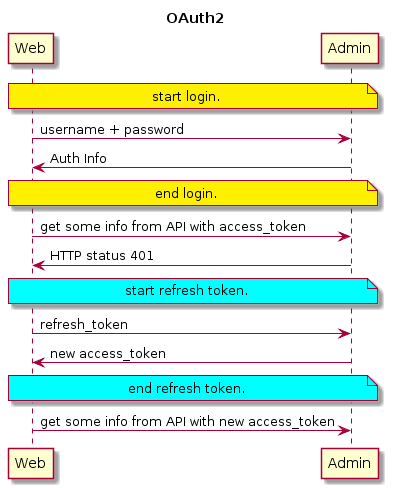 OAuth2
Web Admin
start login.
username + password
Auth Info
end login.
get some info from API with access_token
HTTP status 401
start refresh token.
refresh_token
new access_token
end refresh token.
get some info from API with new access_token
Web Admin